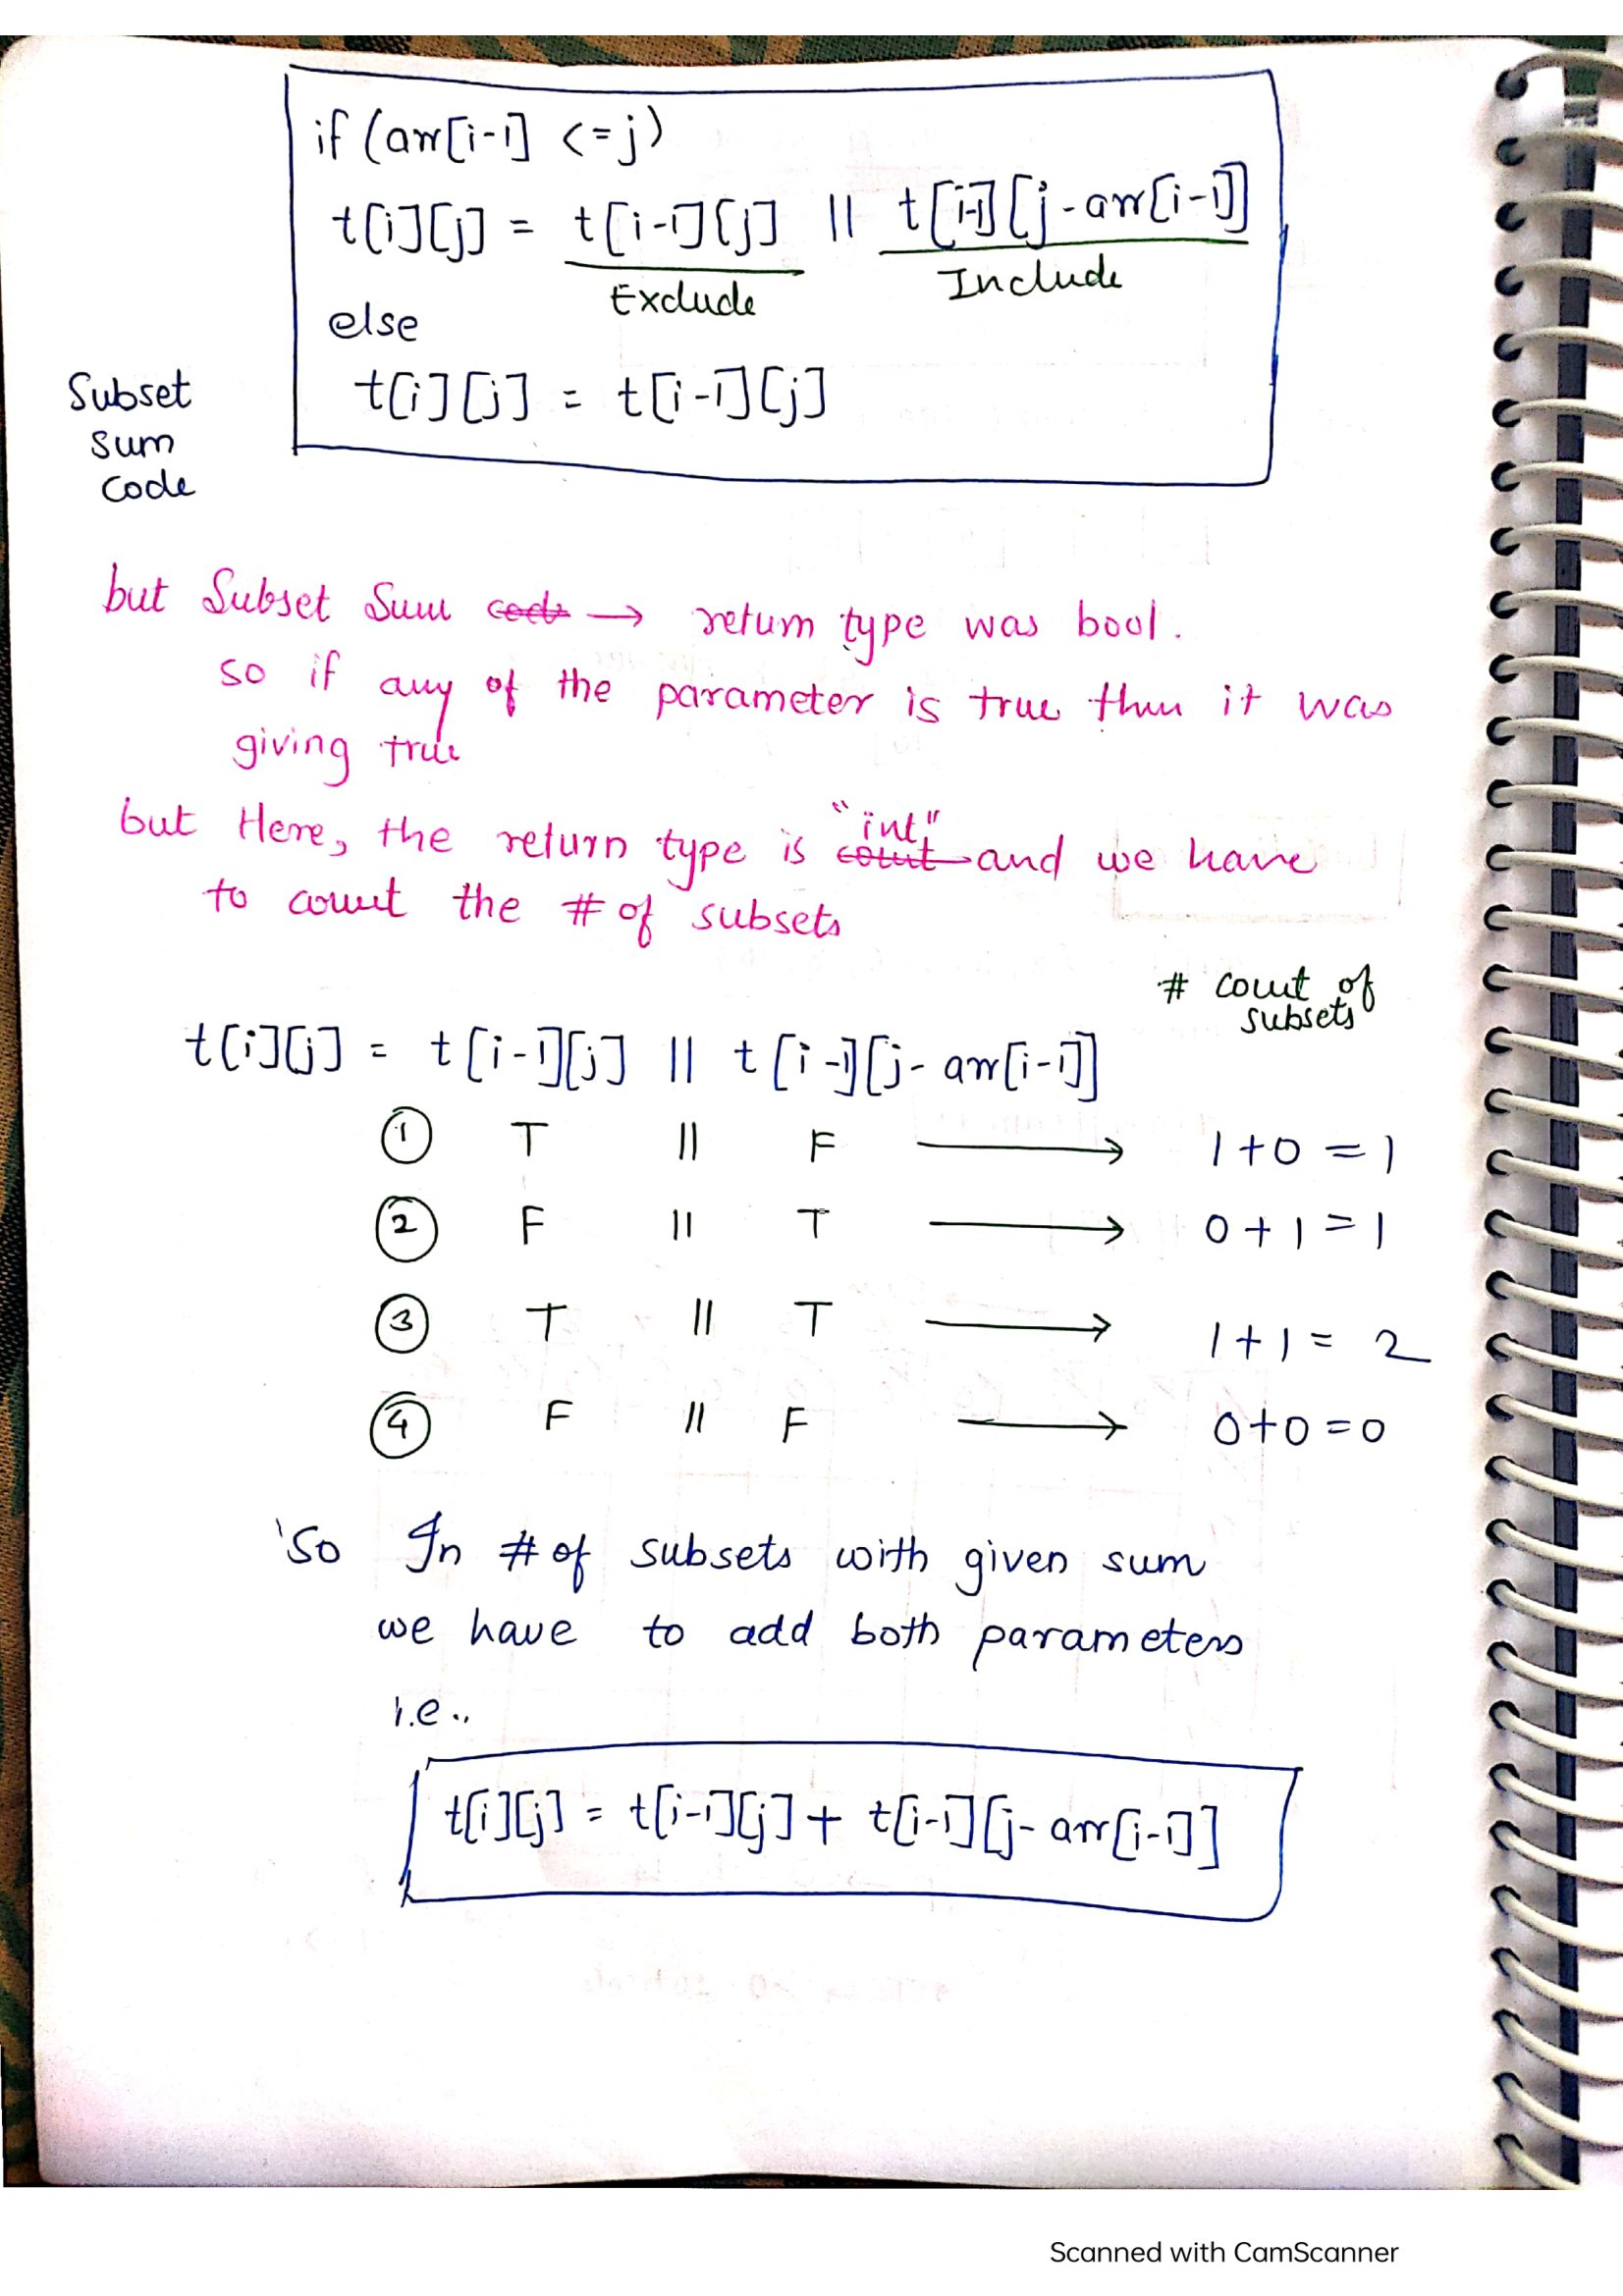 if (arr[i-1] <=j)
t[i][j] = t[i-1][j] || t[i-1][j-arr[i-1]]
Exclude Include
else
t[i][j] = t[i-1][j]
Subset
sum
code
but Subset Sum code → return type was bool.
so if any of the parameter is true then it was
giving true
"int"
but Here, the return type is count and we have
to count the # of subsets
# count of
subsets
t[i][j] = t[i-1][j] || t[i-1][j-arr[i-1]]
① T || F → 1+0 = 1
② F || T → 0+1 = 1
③ T || T → 1+1 = 2
④ F || F → 0+0=0
So In # of subsets with given sum
we have to add both parameters
i.e..
t[i][j] = t[i-1][j] + t[i-1][j-arr[i-1]]
Scanned with CamScanner